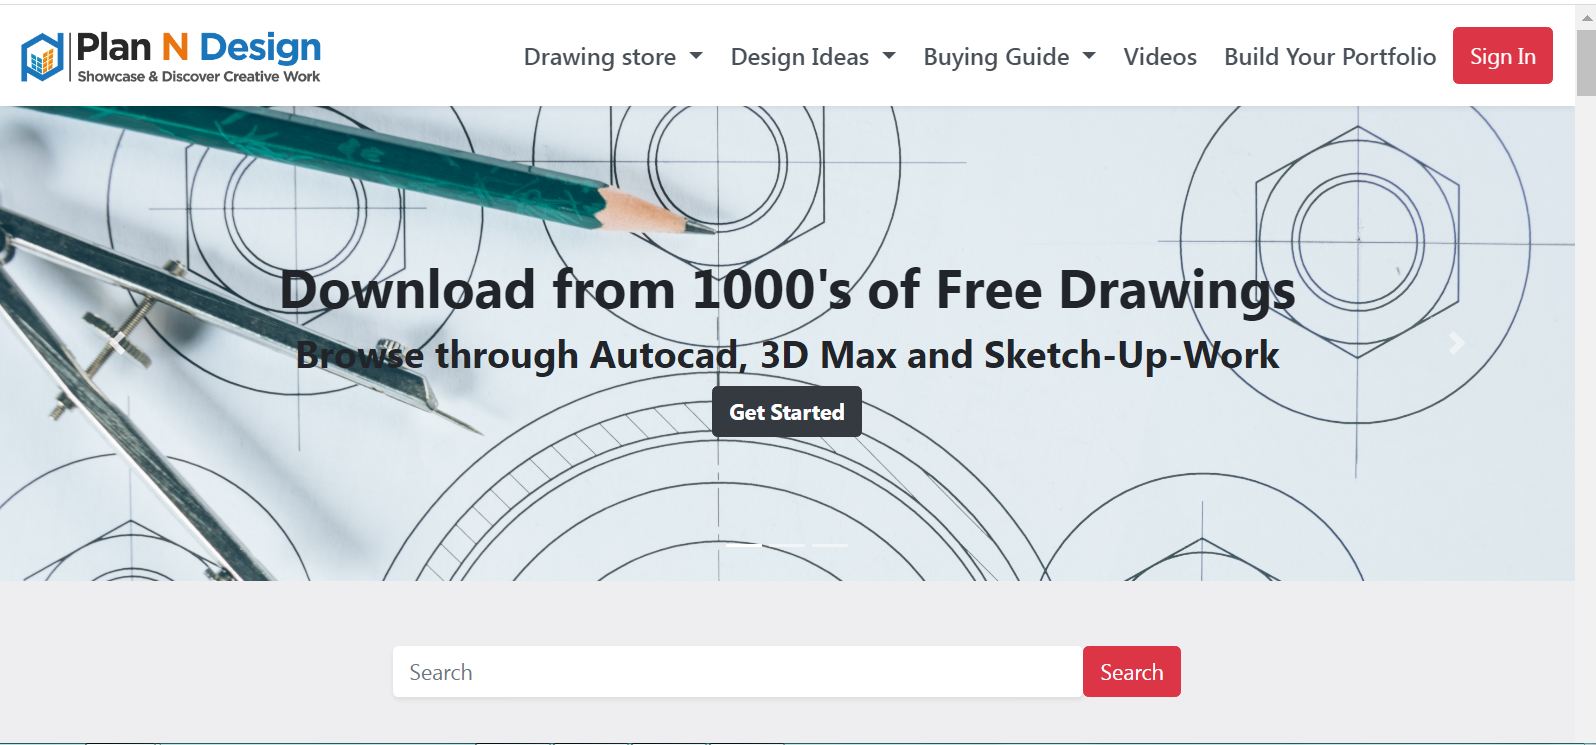 Plan N Design
Showcase & Discover Creative Work
Drawing store
Design Ideas
Buying Guide
Videos
Build Your Portfolio
Sign In
Download from 1000's of Free Drawings
Browse through Autocad, 3D Max and Sketch-Up-Work
Get Started
Search
Search